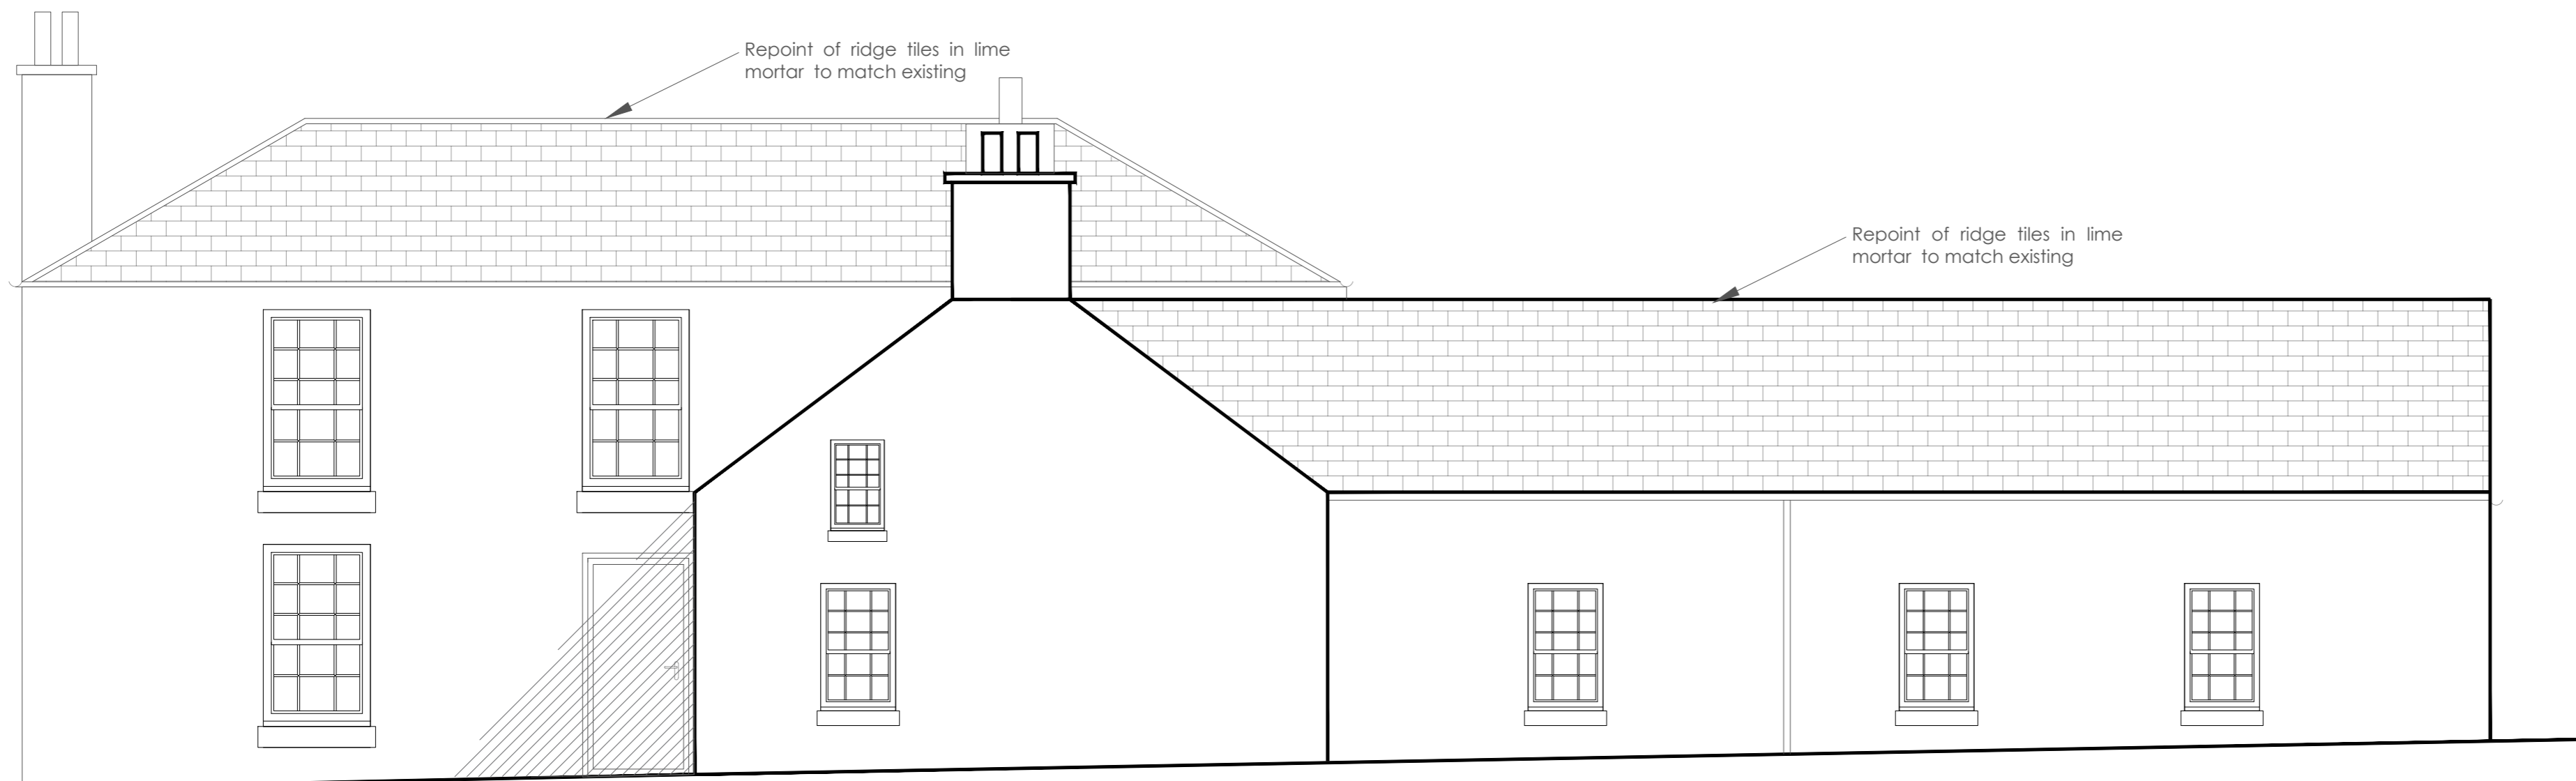 Repoint of ridge tiles in lime
mortar to match existing
Repoint of ridge tiles in lime
mortar to match existing